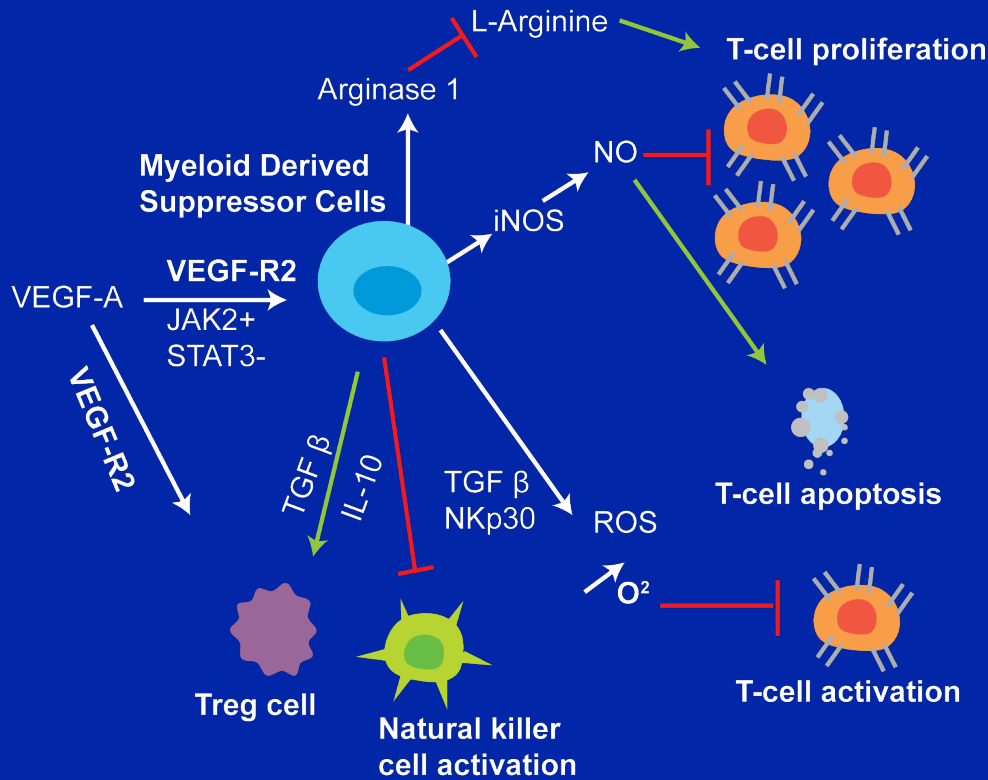 L-Arginine
T-cell proliferation
Arginase 1
NO
Myeloid Derived
Suppressor Cells
iNOS
VEGF-R2
VEGF-A
JAK2+
STAT3-
VEGF-R2
TGF β
IL-10
TGF β
NKp30
ROS
T-cell apoptosis
O²
T-cell activation
Treg cell
Natural killer
cell activation